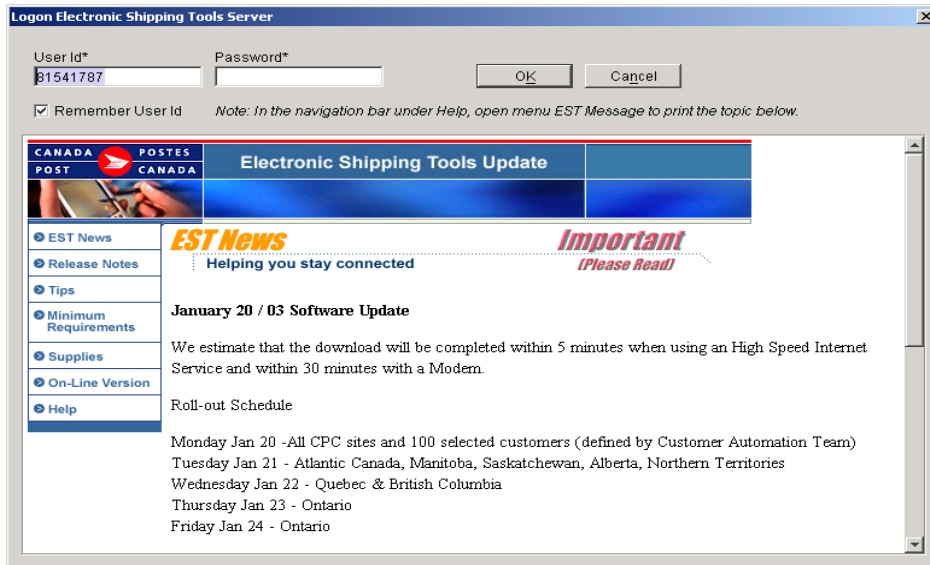 Logon Electronic Shipping Tools Server
User Id*
Password*
81541787
OK
Cancel
Remember User Id
Note: In the navigation bar under Help, open menu EST Message to print the topic below.
CANADA POSTES
POST CANADA
Electronic Shipping Tools Update
EST News
Release Notes
Tips
Minimum
Requirements
Supplies
On-Line Version
Help
EST News
Helping you stay connected
Important
(Please Read)
January 20 / 03 Software Update
We estimate that the download will be completed within 5 minutes when using an High Speed Internet
Service and within 30 minutes with a Modem.
Roll-out Schedule
Monday Jan 20 -All CPC sites and 100 selected customers (defined by Customer Automation Team)
Tuesday Jan 21 - Atlantic Canada, Manitoba, Saskatchewan, Alberta, Northern Territories
Wednesday Jan 22 - Quebec & British Columbia
Thursday Jan 23 - Ontario
Friday Jan 24 - Ontario